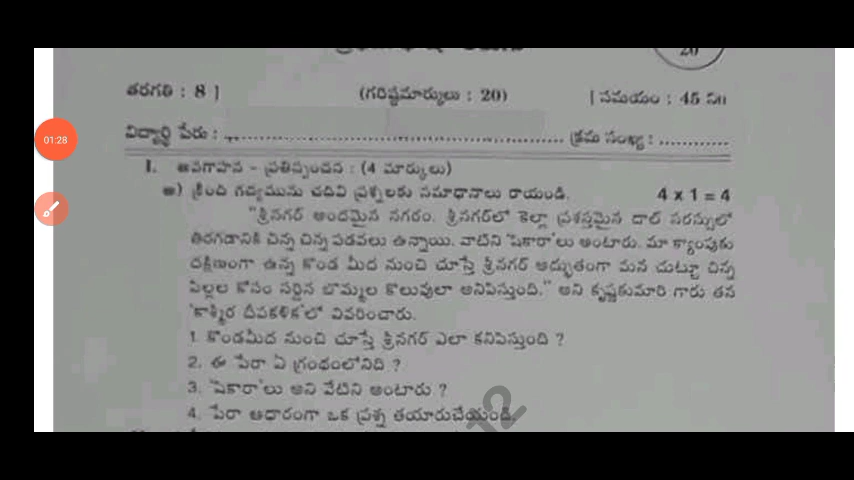 20
తరగతి : 8 ]
(గరిష్టమార్కులు : 20)
[ సమయం : 45 ని॥
01:28
విద్యార్థి పేరు : ............................................ క్రమ సంఖ్య : ............
I. అవగాహన - ప్రతిస్పందన : (4 మార్కులు)
అ) క్రింది గద్యమును చదివి ప్రశ్నలకు సమాధానాలు రాయండి. 4 x 1 = 4
"శ్రీనగర్ అందమైన నగరం. శ్రీనగర్‌లో కెల్లా ప్రశస్తమైన దాల్ సరస్సులో
తిరగడానికి చిన్న చిన్న పడవలు ఉన్నాయి. వాటిని 'షికారా'లు అంటారు. మా క్యాంపుకు
దక్షిణంగా ఉన్న కొండ మీద నుంచి చూస్తే శ్రీనగర్ అద్భుతంగా మన చుట్టూ చిన్న
పిల్లల కోసం సర్దిన బొమ్మల కొలువులా అనిపిస్తుంది." అని కృష్ణకుమారి గారు తన
'కాశ్మీర దీపకళిక'లో వివరించారు.
1. కొండమీద నుంచి చూస్తే శ్రీనగర్ ఎలా కనిపిస్తుంది ?
2. ఈ పేరా ఏ గ్రంథంలోనిది ?
3. 'షికారా'లు అని వేటిని అంటారు ?
4. పేరా ఆధారంగా ఒక ప్రశ్న తయారుచేయండి.
12